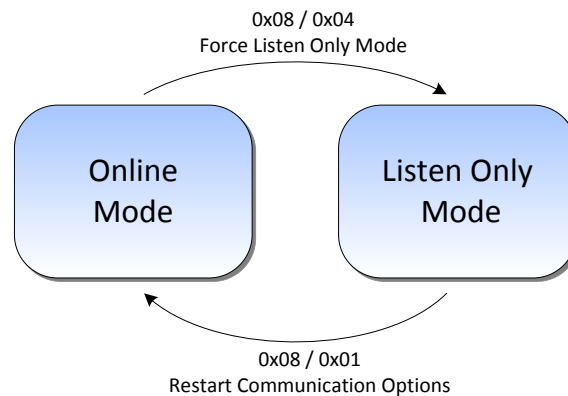 0x08 / 0x04
Force Listen Only Mode
Online
Mode
Listen Only
Mode
0x08 / 0x01
Restart Communication Options